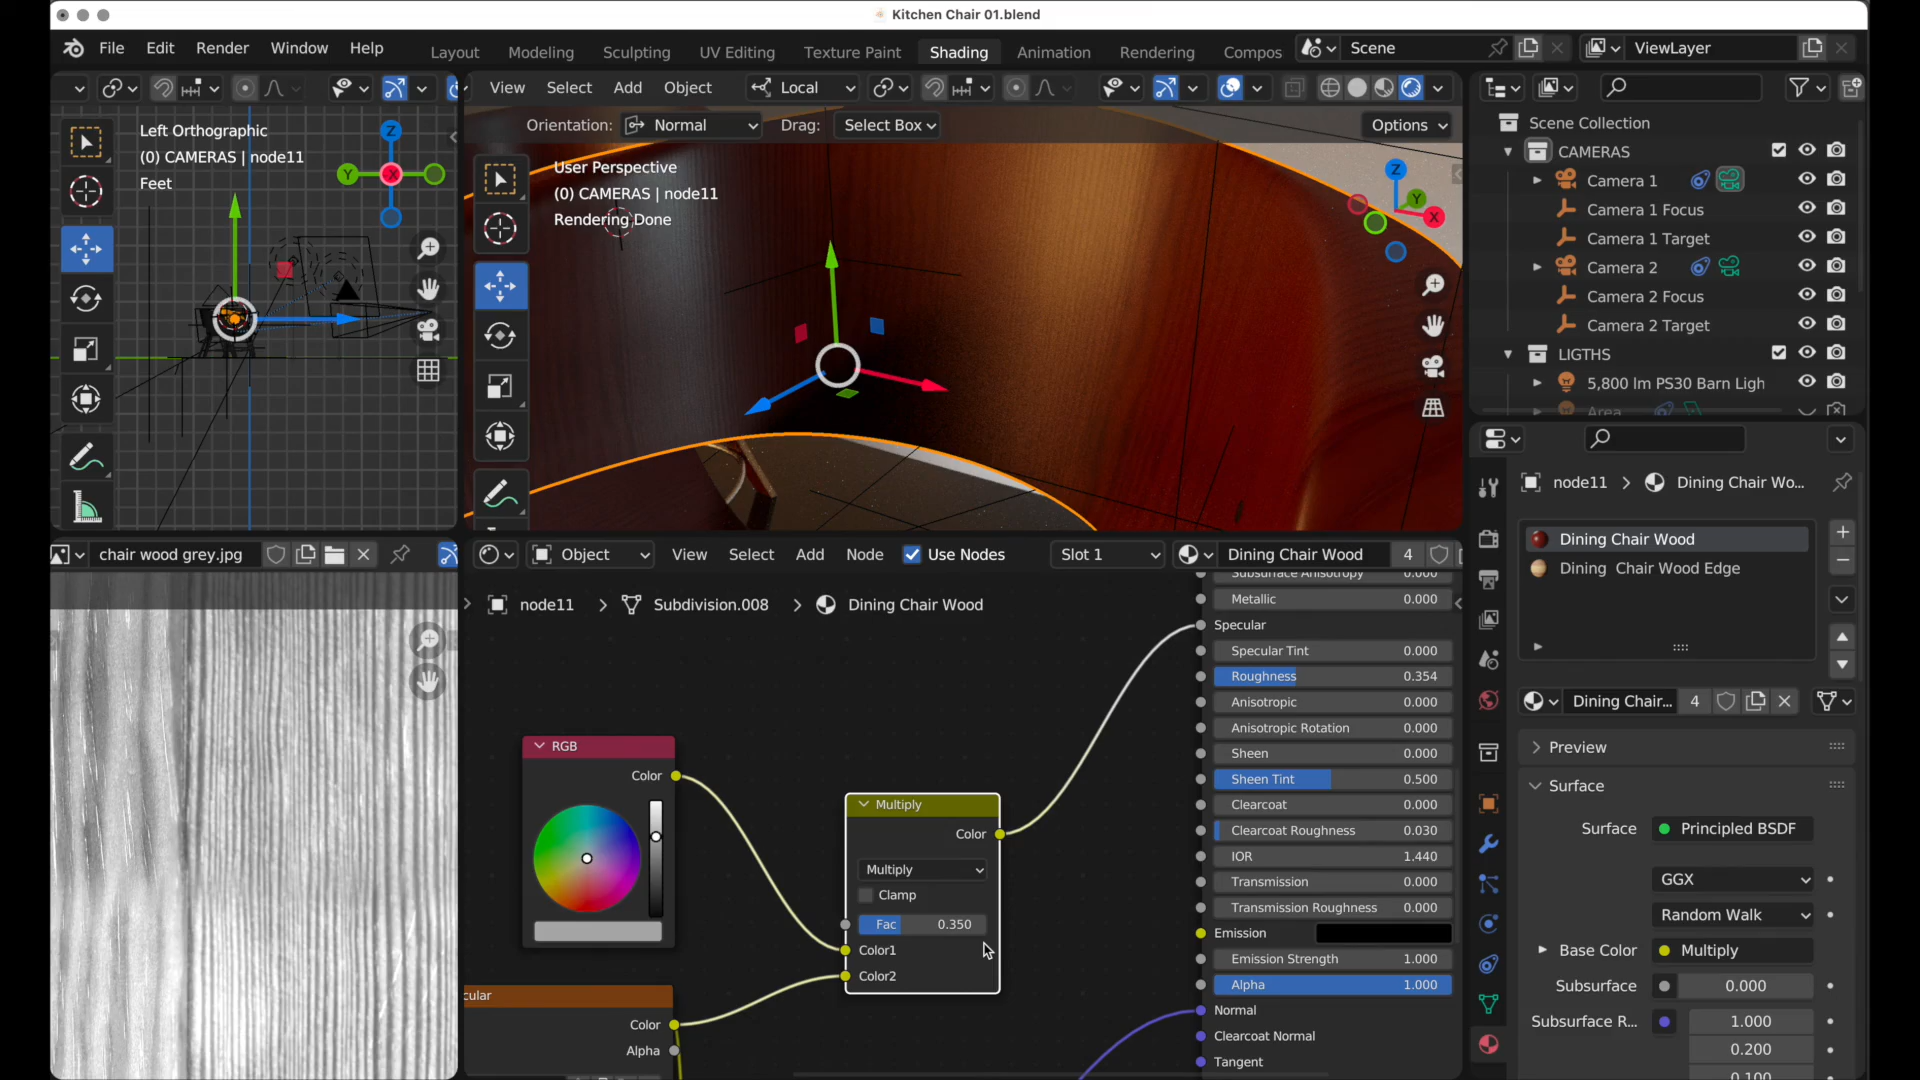 Kitchen Chair 01.blend
File Edit Render Window Help
Layout Modeling Sculpting UV Editing Texture Paint Shading Animation Rendering Compos
Scene
ViewLayer
View Select Add Object
Local
Orientation: Normal Drag: Select Box
Options
Left Orthographic
(0) CAMERAS | node11
Feet
Z
Y
X
User Perspective
(0) CAMERAS | node11
Rendering Done
Z
Y
X
Scene Collection
CAMERAS
Camera 1
Camera 1 Focus
Camera 1 Target
Camera 2
Camera 2 Focus
Camera 2 Target
LIGTHS
5,800 lm PS30 Barn Ligh
Area
node11 > Dining Chair Wo...
Dining Chair Wood
Dining Chair Wood Edge
Dining Chair... 4
Preview
Surface
Surface Principled BSDF
GGX
Random Walk
Base Color Multiply
Subsurface 0.000
Subsurface R... 1.000
0.200
0.100
chair wood grey.jpg
Object View Select Add Node Use Nodes Slot 1 Dining Chair Wood 4
node11 > Subdivision.008 > Dining Chair Wood
RGB
Color
Multiply
Color
Multiply
Clamp
Fac 0.350
Color1
Color2
cular
Color
Alpha
Subsurface Anisotropy 0.000
Metallic 0.000
Specular
Specular Tint 0.000
Roughness 0.354
Anisotropic 0.000
Anisotropic Rotation 0.000
Sheen 0.000
Sheen Tint 0.500
Clearcoat 0.000
Clearcoat Roughness 0.030
IOR 1.440
Transmission 0.000
Transmission Roughness 0.000
Emission
Emission Strength 1.000
Alpha 1.000
Normal
Clearcoat Normal
Tangent